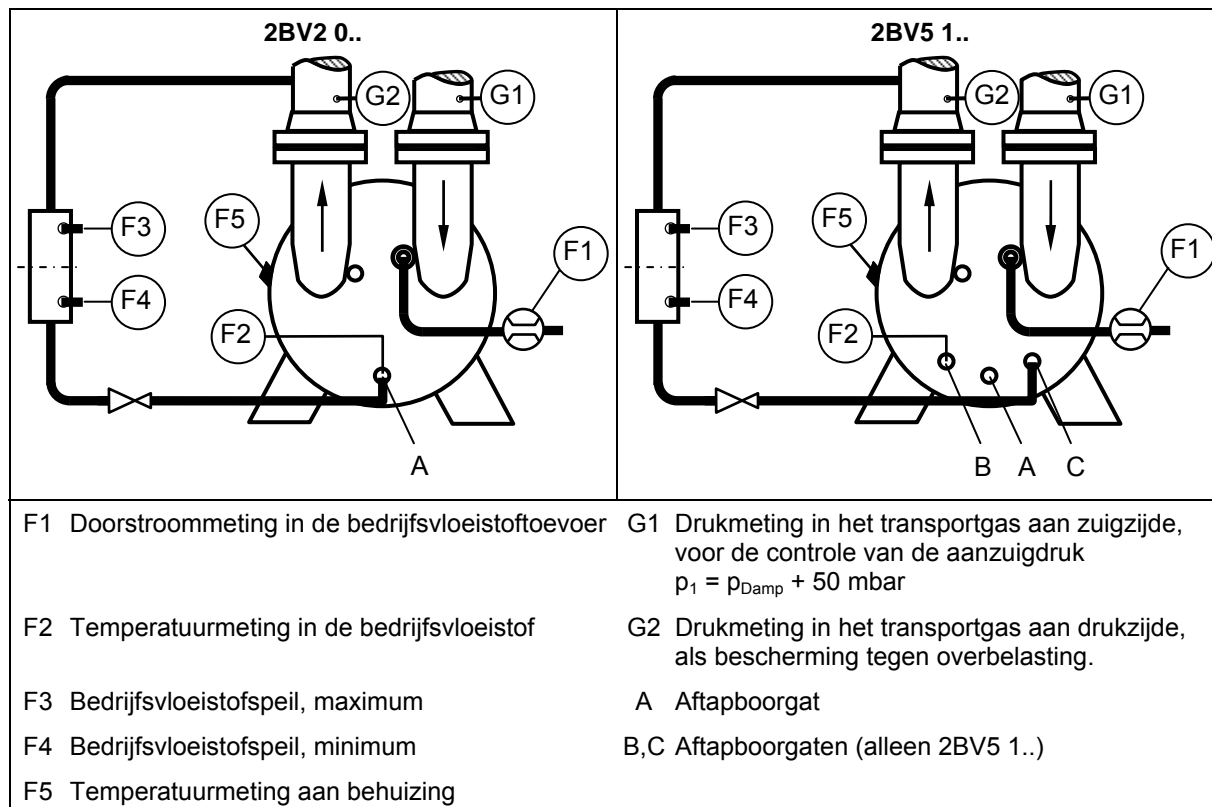 2BV2 0..
G2
G1
F3
F5
F1
F4
F2
A
2BV5 1..
G2
G1
F3
F5
F1
F4
F2
B
A
C
F1 Doorstroommeting in de bedrijfsvloeistoftoevoer
F2 Temperatuurmeting in de bedrijfsvloeistof
F3 Bedrijfsvloeistofspeil, maximum
F4 Bedrijfsvloeistofspeil, minimum
F5 Temperatuurmeting aan behuizing
G1 Drukmeting in het transportgas aan zuigzijde,
voor de controle van de aanzuigdruk
p₁ = p_Damp + 50 mbar
G2 Drukmeting in het transportgas aan drukzijde,
als bescherming tegen overbelasting.
A Aftapboorgat
B,C Aftapboorgaten (alleen 2BV5 1..)